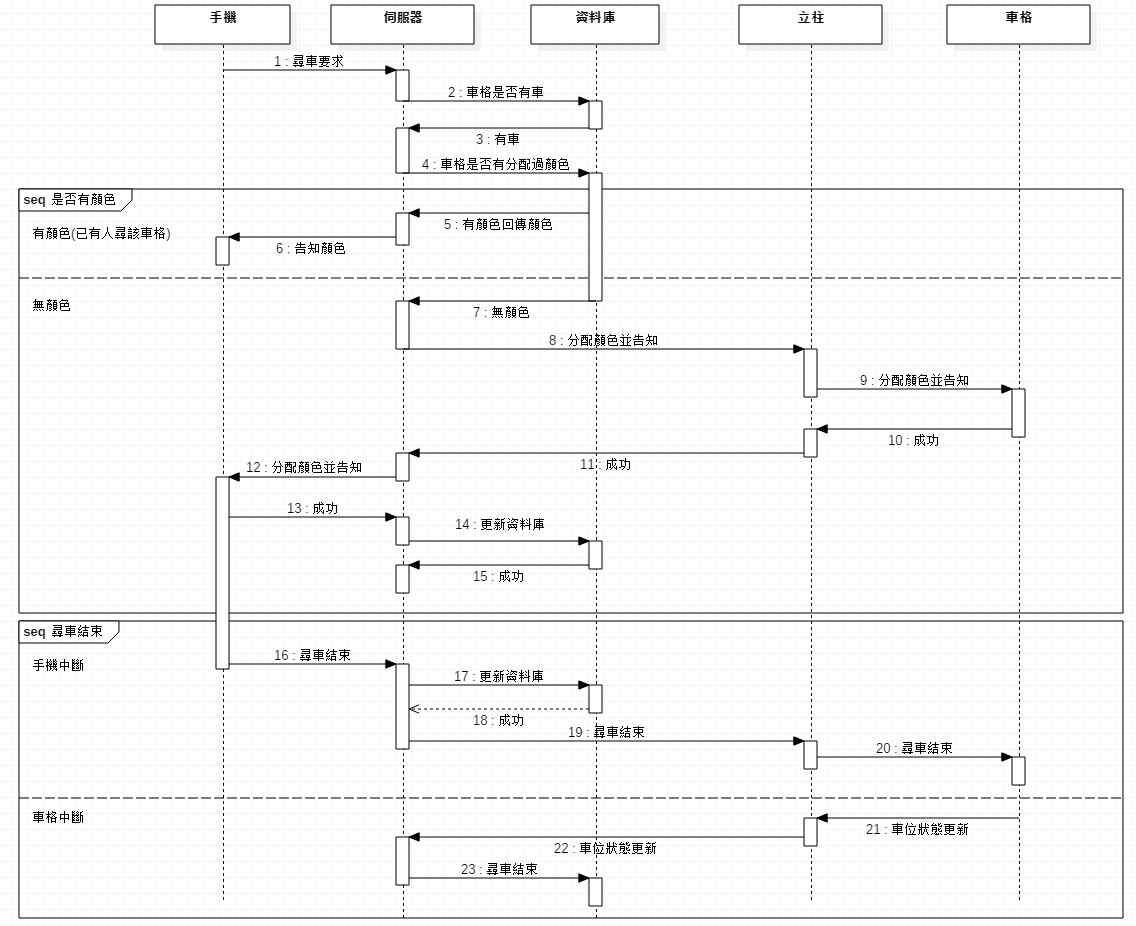 手機
伺服器
資料庫
立柱
車格
1 : 尋車要求
2 : 車格是否有車
3 : 有車
4 : 車格是否有分配過顏色
seq 是否有顏色
有顏色(已有人尋該車格)
5 : 有顏色回傳顏色
6 : 告知顏色
無顏色
7 : 無顏色
8 : 分配顏色並告知
9 : 分配顏色並告知
10 : 成功
11 : 成功
12 : 分配顏色並告知
13 : 成功
14 : 更新資料庫
15 : 成功
seq 尋車結束
手機中斷
16 : 尋車結束
17 : 更新資料庫
18 : 成功
19 : 尋車結束
20 : 尋車結束
車格中斷
21 : 車位狀態更新
22 : 車位狀態更新
23 : 尋車結束